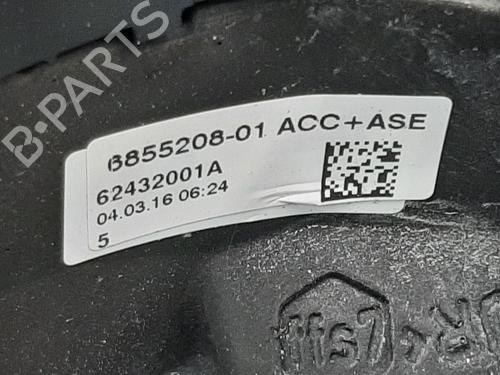 B-PARTS
6855208-01 ACC+ASE
62432001A
04.03.16 06:24
5